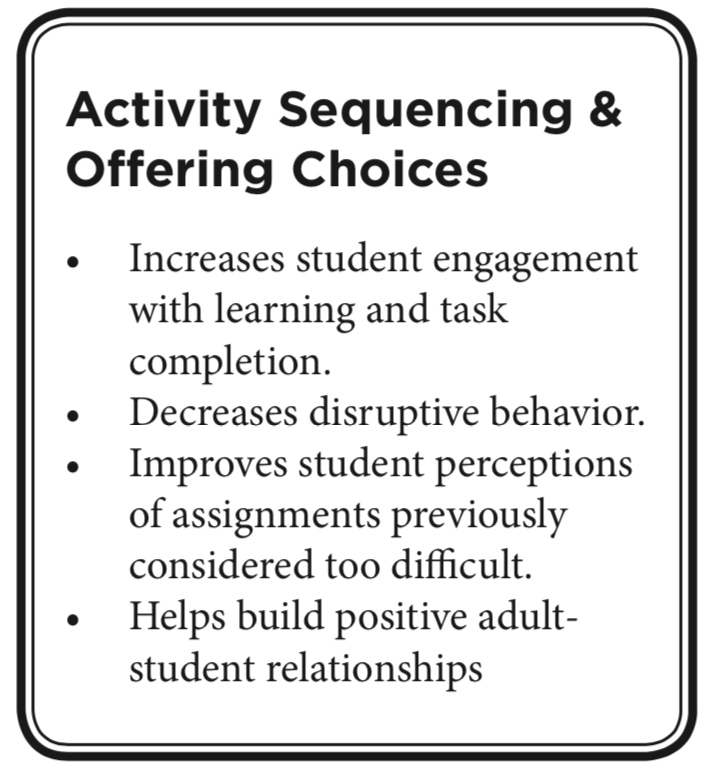 Activity Sequencing &
Offering Choices
• Increases student engagement
with learning and task
completion.
• Decreases disruptive behavior.
• Improves student perceptions
of assignments previously
considered too difficult.
• Helps build positive adult-
student relationships